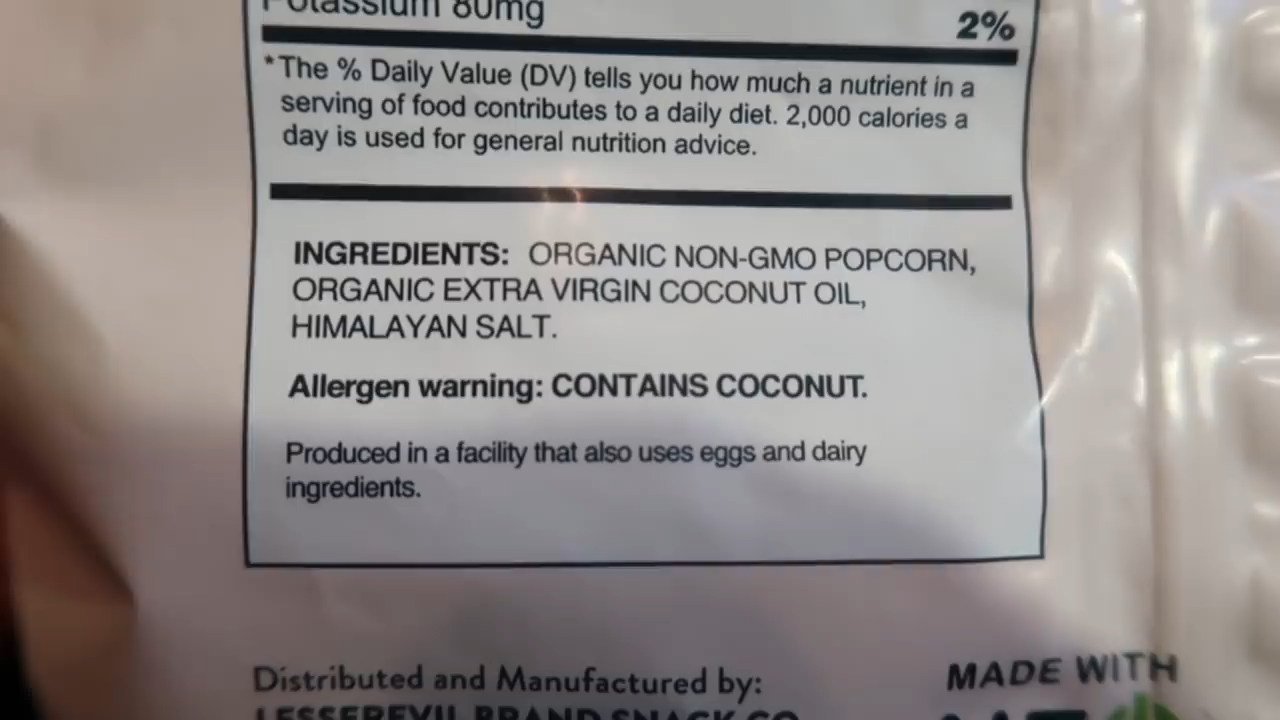 Potassium 80mg 2%
*The % Daily Value (DV) tells you how much a nutrient in a
serving of food contributes to a daily diet. 2,000 calories a
day is used for general nutrition advice.
INGREDIENTS: ORGANIC NON-GMO POPCORN,
ORGANIC EXTRA VIRGIN COCONUT OIL,
HIMALAYAN SALT.
Allergen warning: CONTAINS COCONUT.
Produced in a facility that also uses eggs and dairy
ingredients.
Distributed and Manufactured by:
LESSEREVIL BRAND SNACK CO
MADE WITH